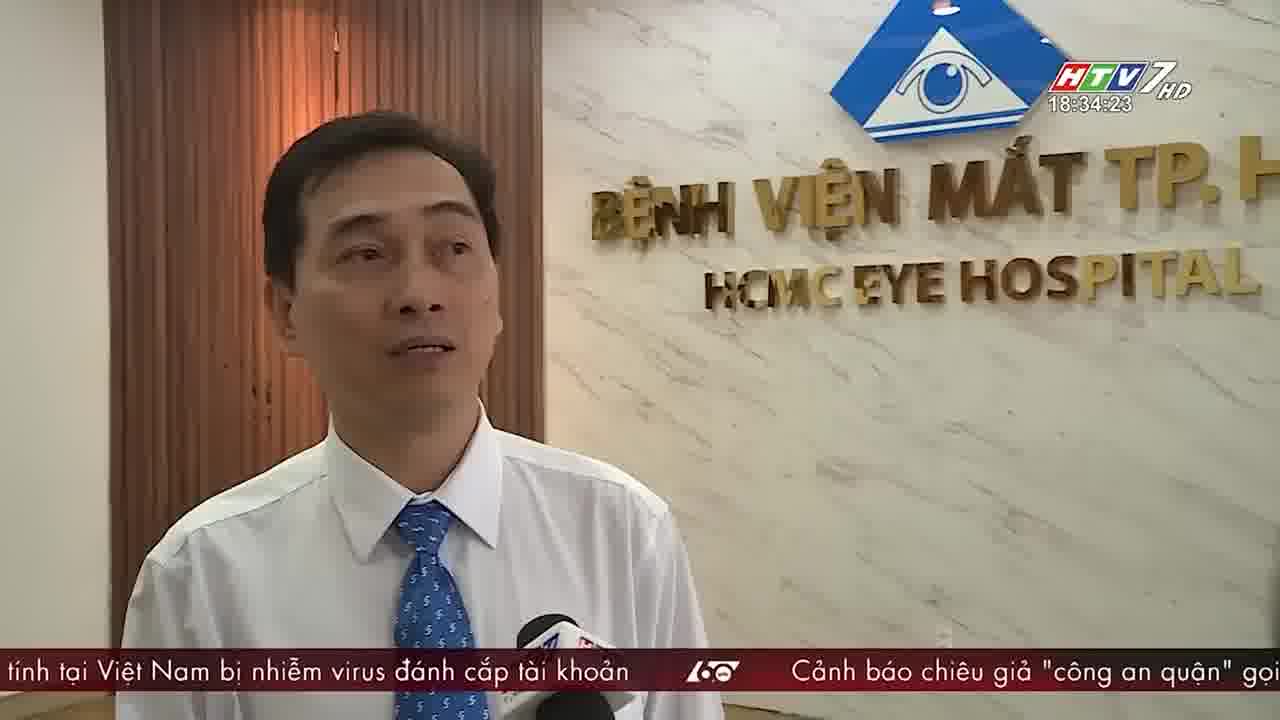 HTV7 HD
18:34:23
BỆNH VIỆN MẮT TP. H
HCMC EYE HOSPITAL
tính tại Việt Nam bị nhiễm virus đánh cắp tài khoản
60
Cảnh báo chiêu giả "công an quận" gọi